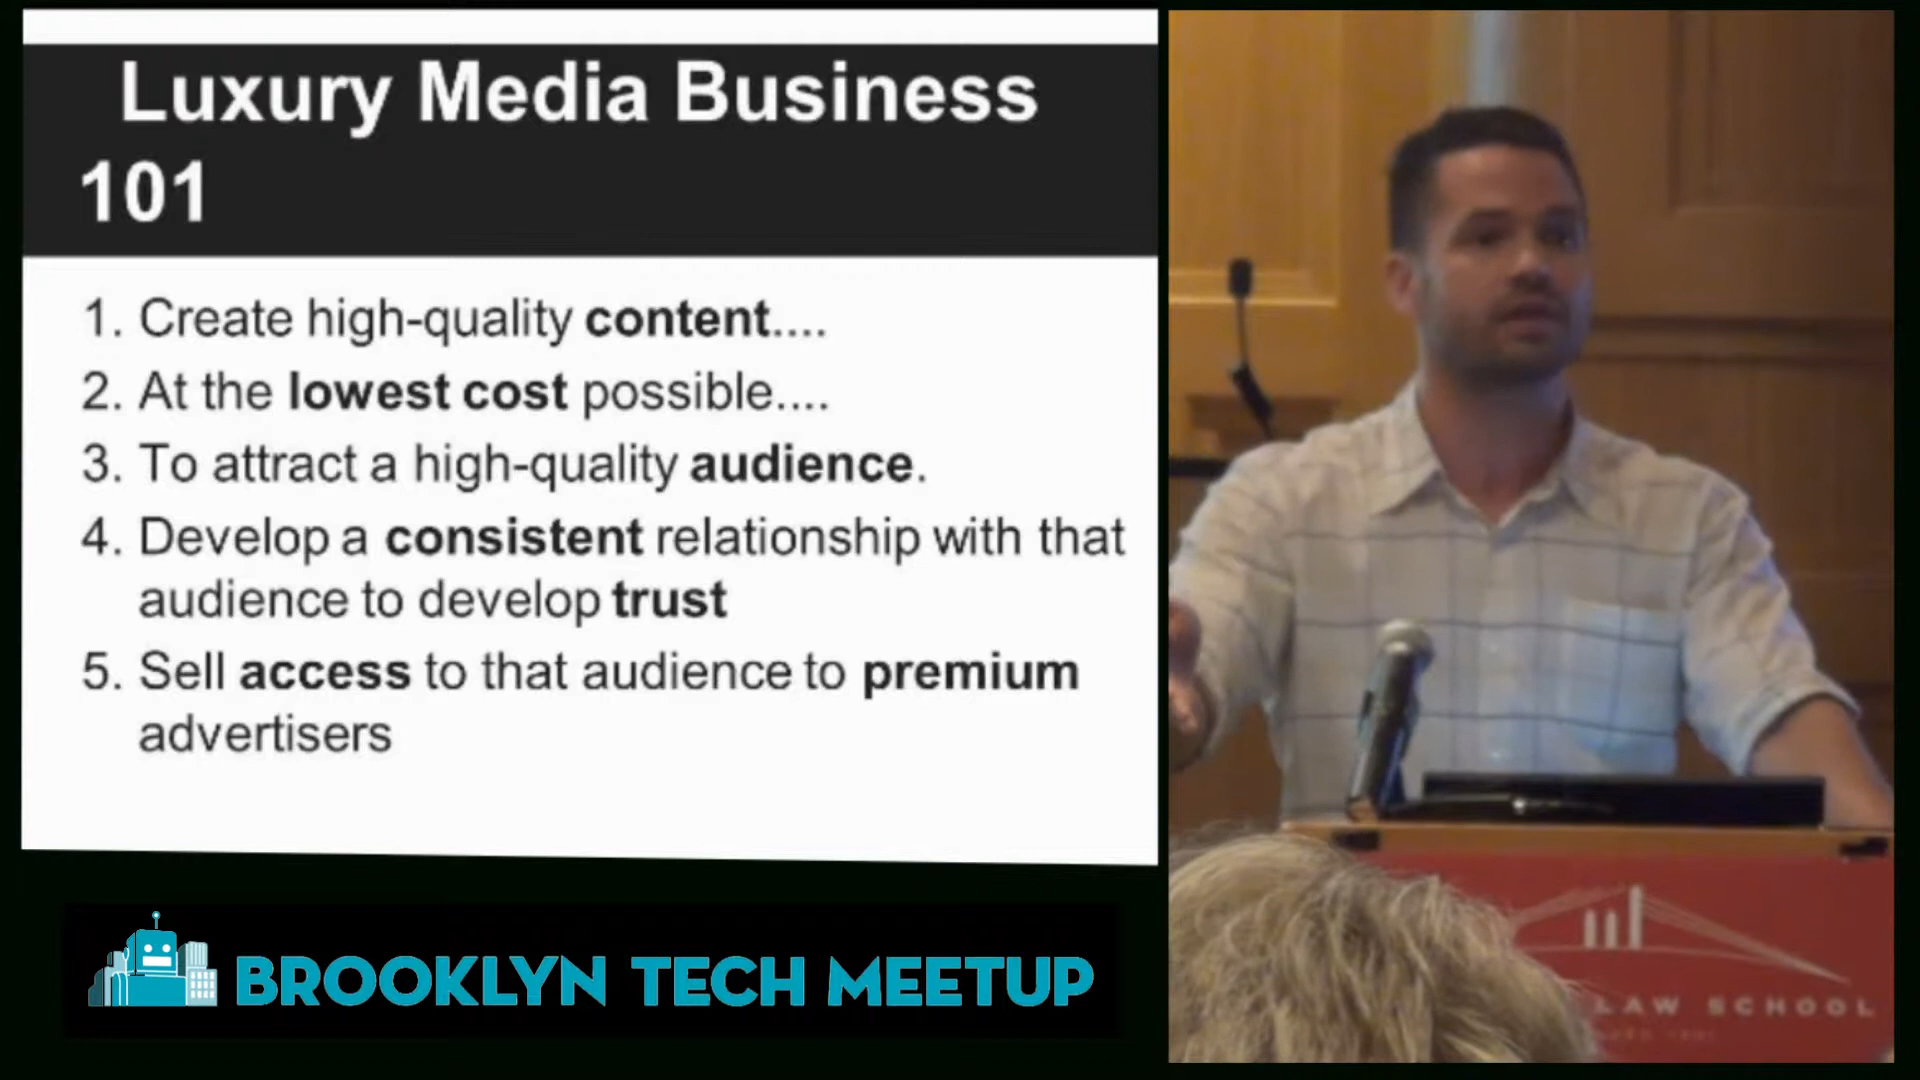 Luxury Media Business
101
1. Create high-quality content....
2. At the lowest cost possible....
3. To attract a high-quality audience.
4. Develop a consistent relationship with that
audience to develop trust
5. Sell access to that audience to premium
advertisers
BROOKLYN TECH MEETUP
LAW SCHOOL